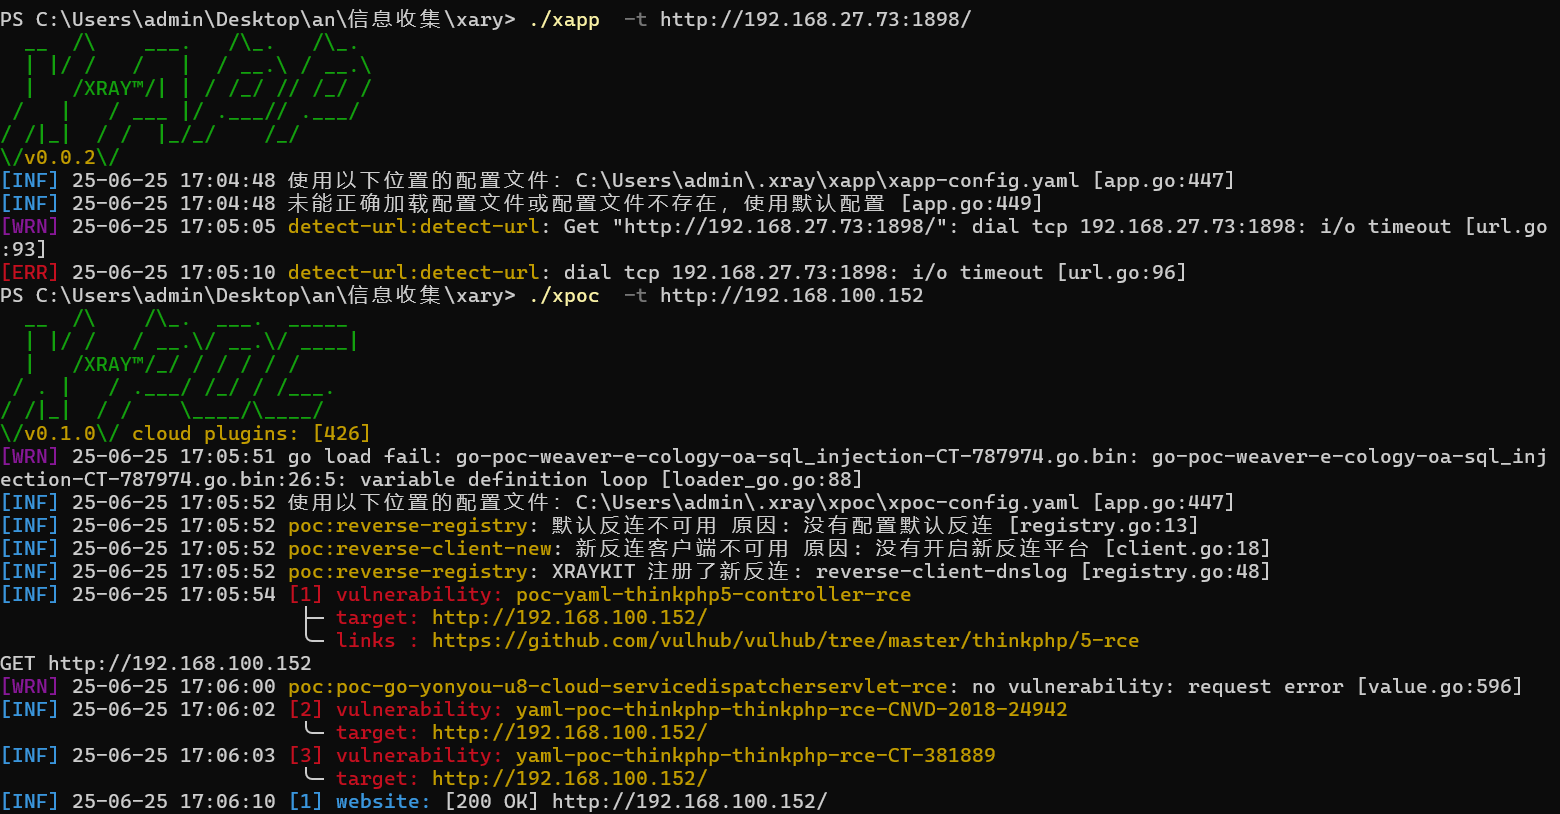 PS C:\Users\admin\Desktop\an\信息收集\xary> ./xapp  -t http://192.168.27.73:1898/
  __  /\    ___.   /\_.   /\_.
  | |/ /   /   |  / __.\ / __.\
  |   /XRAY™/| | / /_/ // /_/ /
 /   |   / ___ |/ .___// .___/
/ /|_|  / /  |_/_/    /_/
\/v0.0.2\/
[INF] 25-06-25 17:04:48 使用以下位置的配置文件: C:\Users\admin\.xray\xapp\xapp-config.yaml [app.go:447]
[INF] 25-06-25 17:04:48 未能正确加载配置文件或配置文件不存在，使用默认配置 [app.go:449]
[WRN] 25-06-25 17:05:05 detect-url:detect-url: Get "http://192.168.27.73:1898/": dial tcp 192.168.27.73:1898: i/o timeout [url.go
:93]
[ERR] 25-06-25 17:05:10 detect-url:detect-url: dial tcp 192.168.27.73:1898: i/o timeout [url.go:96]
PS C:\Users\admin\Desktop\an\信息收集\xary> ./xpoc  -t http://192.168.100.152
  __  /\    /\_.  ___.  _____
  | |/ /   / __.\/ __.\/ ____|
  |   /XRAY™/_/ / / / / /
 / . |   / .___/ /_/ / /___.
/ /|_|  / /    \____/\____/
\/v0.1.0\/ cloud plugins: [426]
[WRN] 25-06-25 17:05:51 go load fail: go-poc-weaver-e-cology-oa-sql_injection-CT-787974.go.bin: go-poc-weaver-e-cology-oa-sql_inj
ection-CT-787974.go.bin:26:5: variable definition loop [loader_go.go:88]
[INF] 25-06-25 17:05:52 使用以下位置的配置文件: C:\Users\admin\.xray\xpoc\xpoc-config.yaml [app.go:447]
[INF] 25-06-25 17:05:52 poc:reverse-registry: 默认反连不可用 原因: 没有配置默认反连 [registry.go:13]
[INF] 25-06-25 17:05:52 poc:reverse-client-new: 新反连客户端不可用 原因: 没有开启新反连平台 [client.go:18]
[INF] 25-06-25 17:05:52 poc:reverse-registry: XRAYKIT 注册了新反连: reverse-client-dnslog [registry.go:48]
[INF] 25-06-25 17:05:54 [1] vulnerability: poc-yaml-thinkphp5-controller-rce
├─ target: http://192.168.100.152/
╰─ links : https://github.com/vulhub/vulhub/tree/master/thinkphp/5-rce
GET http://192.168.100.152
[WRN] 25-06-25 17:06:00 poc:poc-go-yonyou-u8-cloud-servicedispatcherservlet-rce: no vulnerability: request error [value.go:596]
[INF] 25-06-25 17:06:02 [2] vulnerability: yaml-poc-thinkphp-thinkphp-rce-CNVD-2018-24942
╰─ target: http://192.168.100.152/
[INF] 25-06-25 17:06:03 [3] vulnerability: yaml-poc-thinkphp-thinkphp-rce-CT-381889
╰─ target: http://192.168.100.152/
[INF] 25-06-25 17:06:10 [1] website: [200 OK] http://192.168.100.152/